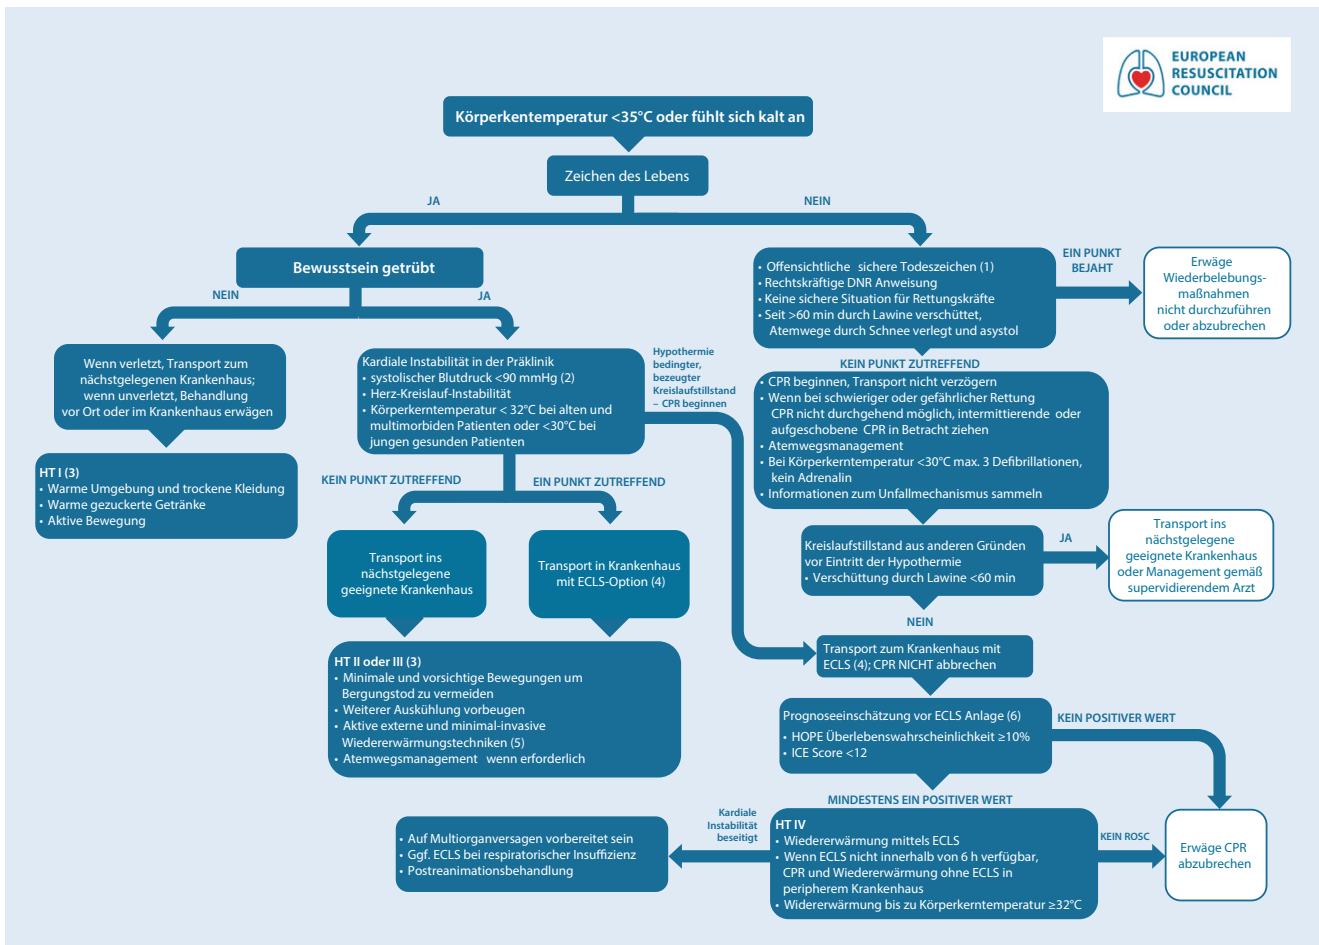 EUROPEAN
RESUSCITATION
COUNCIL
Körperkentemperatur <35°C oder fühlt sich kalt an
Zeichen des Lebens
JA
NEIN
Bewusstsein getrübt
NEIN
JA
• Offensichtliche sichere Todeszeichen (1)
• Rechtskräftige DNR Anweisung
• Keine sichere Situation für Rettungskräfte
• Seit >60 min durch Lawine verschüttet,
Atemwege durch Schnee verlegt und asystol
EIN PUNKT
BEJAHT
Erwäge
Wiederbelebungs-
maßnahmen
nicht durchzuführen
oder abzubrechen
Wenn verletzt, Transport zum
nächstgelegenen Krankenhaus;
wenn unverletzt, Behandlung
vor Ort oder im Krankenhaus erwägen
HT I (3)
• Warme Umgebung und trockene Kleidung
• Warme gezuckerte Getränke
• Aktive Bewegung
Kardiale Instabilität in der Präklinik
• systolischer Blutdruck <90 mmHg (2)
• Herz-Kreislauf-Instabilität
• Körperkerntemperatur < 32°C bei alten und
multimorbiden Patienten oder <30°C bei
jungen gesunden Patienten
Hypothermie
bedingter,
bezeugter
Kreislaufstillstand
– CPR beginnen
KEIN PUNKT ZUTREFFEND
• CPR beginnen, Transport nicht verzögern
• Wenn bei schwieriger oder gefährlicher Rettung
CPR nicht durchgehend möglich, intermittierende oder
aufgeschobene CPR in Betracht ziehen
• Atemwegsmanagement
• Bei Körperkerntemperatur <30°C max. 3 Defibrillationen,
kein Adrenalin
• Informationen zum Unfallmechanismus sammeln
KEIN PUNKT ZUTREFFEND
EIN PUNKT ZUTREFFEND
Transport ins
nächstgelegene
geeignete Krankenhaus
Transport in Krankenhaus
mit ECLS-Option (4)
Kreislaufstillstand aus anderen Gründen
vor Eintritt der Hypothermie
• Verschüttung durch Lawine <60 min
JA
Transport ins
nächstgelegene
geeignete Krankenhaus
oder Management gemäß
supervidierendem Arzt
NEIN
HT II oder III (3)
• Minimale und vorsichtige Bewegungen um
Bergungstod zu vermeiden
• Weiterer Auskühlung vorbeugen
• Aktive externe und minimal-invasive
Wiedererwärmungstechniken (5)
• Atemwegsmanagement wenn erforderlich
Transport zum Krankenhaus mit
ECLS (4); CPR NICHT abbrechen
Prognoseeinschätzung vor ECLS Anlage (6)
• HOPE Überlebenswahrscheinlichkeit ≥10%
• ICE Score <12
KEIN POSITIVER WERT
MINDESTENS EIN POSITIVER WERT
Kardiale
Instabilität
beseitigt
• Auf Multiorganversagen vorbereitet sein
• Ggf. ECLS bei respiratorischer Insuffizienz
• Postreanimationsbehandlung
HT IV
• Wiedererwärmung mittels ECLS
• Wenn ECLS nicht innerhalb von 6 h verfügbar,
CPR und Wiedererwärmung ohne ECLS in
peripherem Krankenhaus
• Widererwärmung bis zu Körperkerntemperatur ≥32°C
KEIN ROSC
Erwäge CPR
abzubrechen